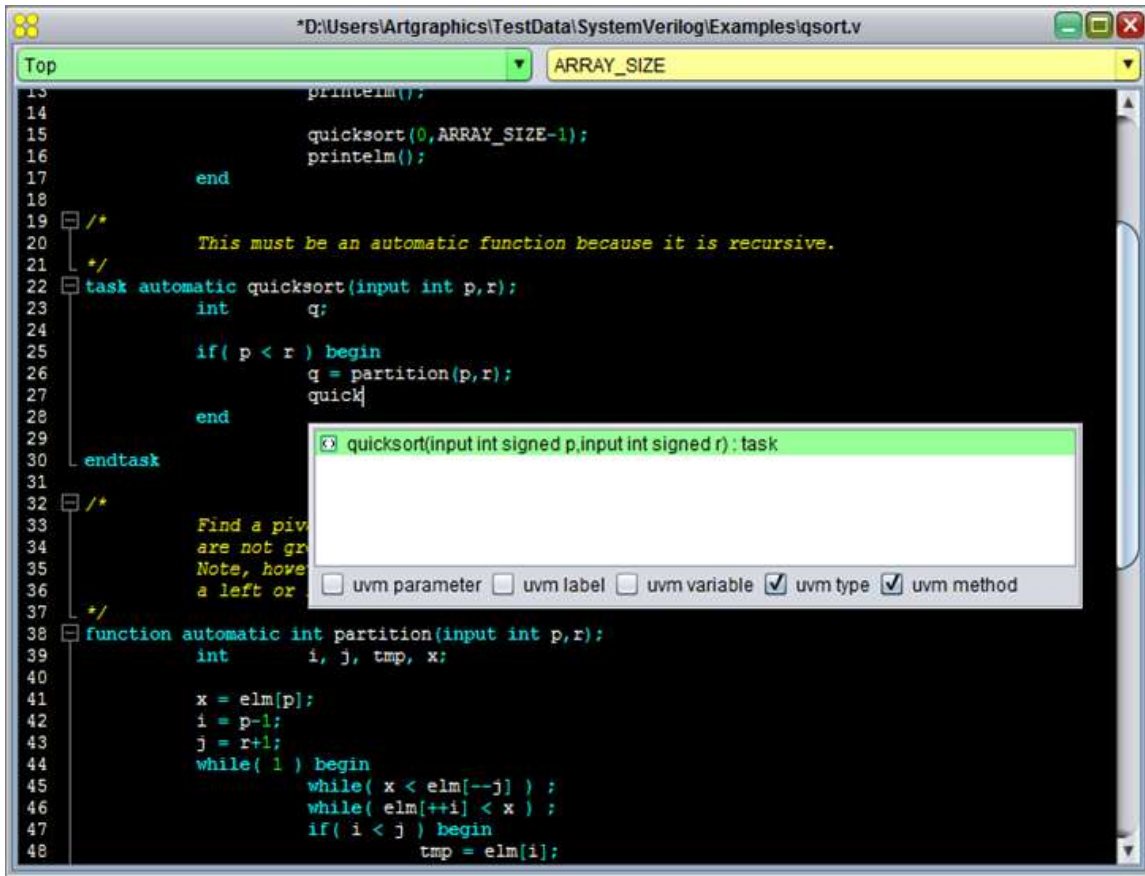 *D:\Users\Artgraphics\TestData\SystemVerilog\Examples\qsort.v
Top ARRAY_SIZE
13 printelm();
14
15 quicksort(0,ARRAY_SIZE-1);
16 printelm();
17 end
18
19 /*
20 This must be an automatic function because it is recursive.
21 */
22 task automatic quicksort(input int p,r);
23 int q;
24
25 if( p < r ) begin
26 q = partition(p,r);
27 quick
28 end
29
30 endtask
31
32 /*
33 Find a piv
34 are not gr
35 Note, howe
36 a left or
37 */
38 function automatic int partition(input int p,r);
39 int i, j, tmp, x;
40
41 x = elm[p];
42 i = p-1;
43 j = r+1;
44 while( 1 ) begin
45 while( x < elm[--j] ) ;
46 while( elm[++i] < x ) ;
47 if( i < j ) begin
48 tmp = elm[i];
quicksort(input int signed p,input int signed r) : task
uvm parameter uvm label uvm variable uvm type uvm method